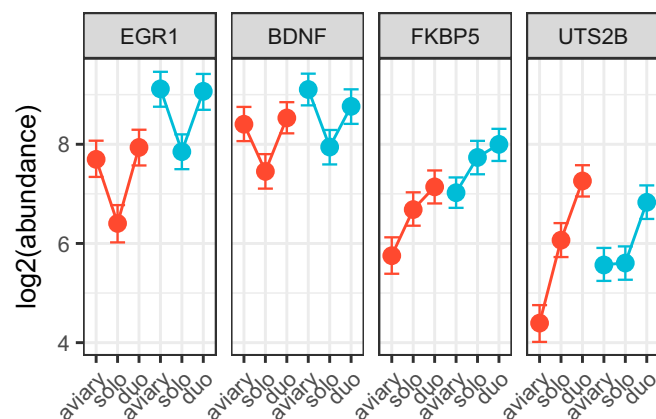 EGR1 BDNF FKBP5 UTS2B
log2(abundance)
8
6
4
aviary solo duo aviary solo duo aviary solo duo aviary solo duo aviary solo duo aviary solo duo aviary solo duo aviary solo duo